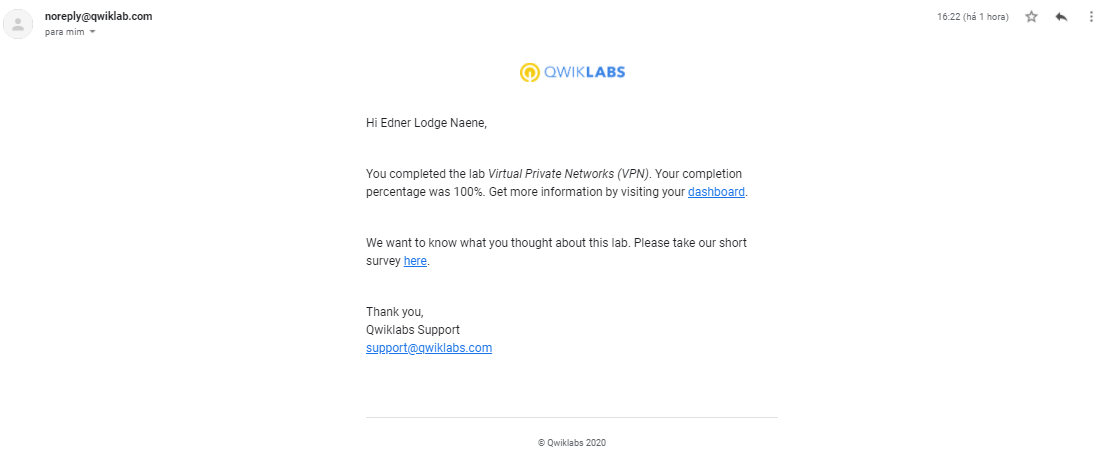 noreply@qwiklab.com
16:22 (há 1 hora)
para mim
QWIKLABS
Hi Edner Lodge Naene,
You completed the lab Virtual Private Networks (VPN). Your completion
percentage was 100%. Get more information by visiting your dashboard.
We want to know what you thought about this lab. Please take our short
survey here.
Thank you,
Qwiklabs Support
support@qwiklabs.com
© Qwiklabs 2020